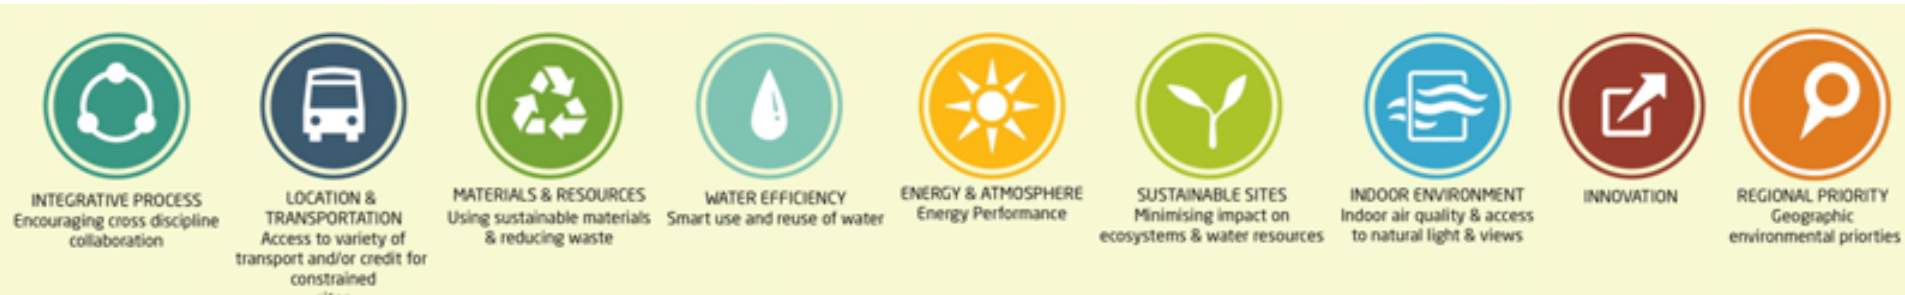 INTEGRATIVE PROCESS
Encouraging cross discipline
collaboration
LOCATION &
TRANSPORTATION
Access to variety of
transport and/or credit for
constrained
MATERIALS & RESOURCES
Using sustainable materials
& reducing waste
WATER EFFICIENCY
Smart use and reuse of water
ENERGY & ATMOSPHERE
Energy Performance
SUSTAINABLE SITES
Minimising impact on
ecosystems & water resources
INDOOR ENVIRONMENT
Indoor air quality & access
to natural light & views
INNOVATION
REGIONAL PRIORITY
Geographic
environmental priorties